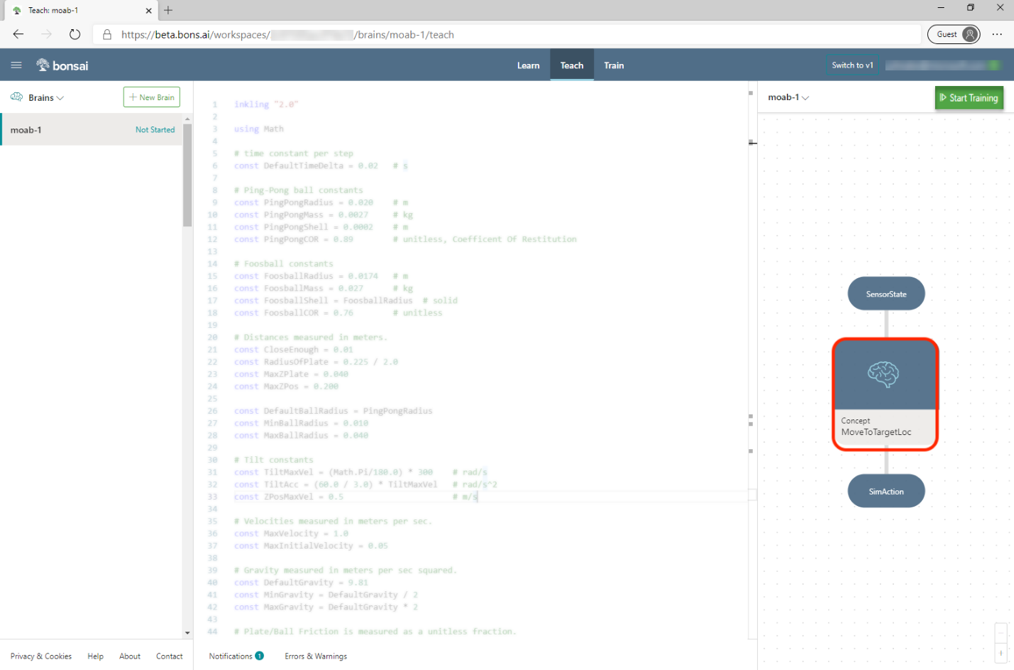 Teach: moab-1
https://beta.bons.ai/workspaces/ /brains/moab-1/teach
Guest
bonsai
Learn
Teach
Train
Switch to v1
Brains
+ New Brain
moab-1
Not Started
moab-1
Start Training
1 inkling "2.0"
2
3 using Math
4
5 # time constant per step
6 const DefaultTimeDelta = 0.02 # s
7
8 # Ping-Pong ball constants
9 const PingPongRadius = 0.020 # m
10 const PingPongMass = 0.0027 # kg
11 const PingPongShell = 0.0002 # m
12 const PingPongCOR = 0.89 # unitless, Coefficent Of Restitution
13
14 # Foosball constants
15 const FoosballRadius = 0.0174 # m
16 const FoosballMass = 0.027 # kg
17 const FoosballShell = FoosballRadius # solid
18 const FoosballCOR = 0.76 # unitless
19
20 # Distances measured in meters.
21 const CloseEnough = 0.01
22 const RadiusOfPlate = 0.225 / 2.0
23 const MaxZPlate = 0.040
24 const MaxZPos = 0.200
25
26 const DefaultBallRadius = PingPongRadius
27 const MinBallRadius = 0.010
28 const MaxBallRadius = 0.040
29
30 # Tilt constants
31 const TiltMaxVel = (Math.Pi/180.0) * 300 # rad/s
32 const TiltAcc = (60.0 / 3.0) * TiltMaxVel # rad/s^2
33 const ZPosMaxVel = 0.5 # m/s
34
35 # Velocities measured in meters per sec.
36 const MaxVelocity = 1.0
37 const MaxInitialVelocity = 0.05
38
39 # Gravity measured in meters per sec squared.
40 const DefaultGravity = 9.81
41 const MinGravity = DefaultGravity / 2
42 const MaxGravity = DefaultGravity * 2
43
44 # Plate/Ball Friction is measured as a unitless fraction.
SensorState
Concept
MoveToTargetLoc
SimAction
Privacy & Cookies
Help
About
Contact
Notifications 1
Errors & Warnings